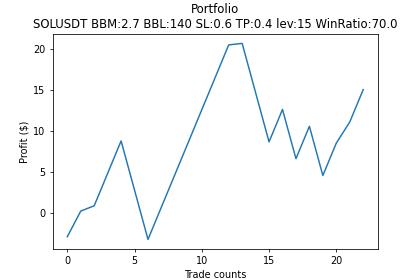 Portfolio
SOLUSDT BBM:2.7 BBL:140 SL:0.6 TP:0.4 lev:15 WinRatio:70.0
20
15
10
5
0
Profit ($)
0 5 10 15 20
Trade counts